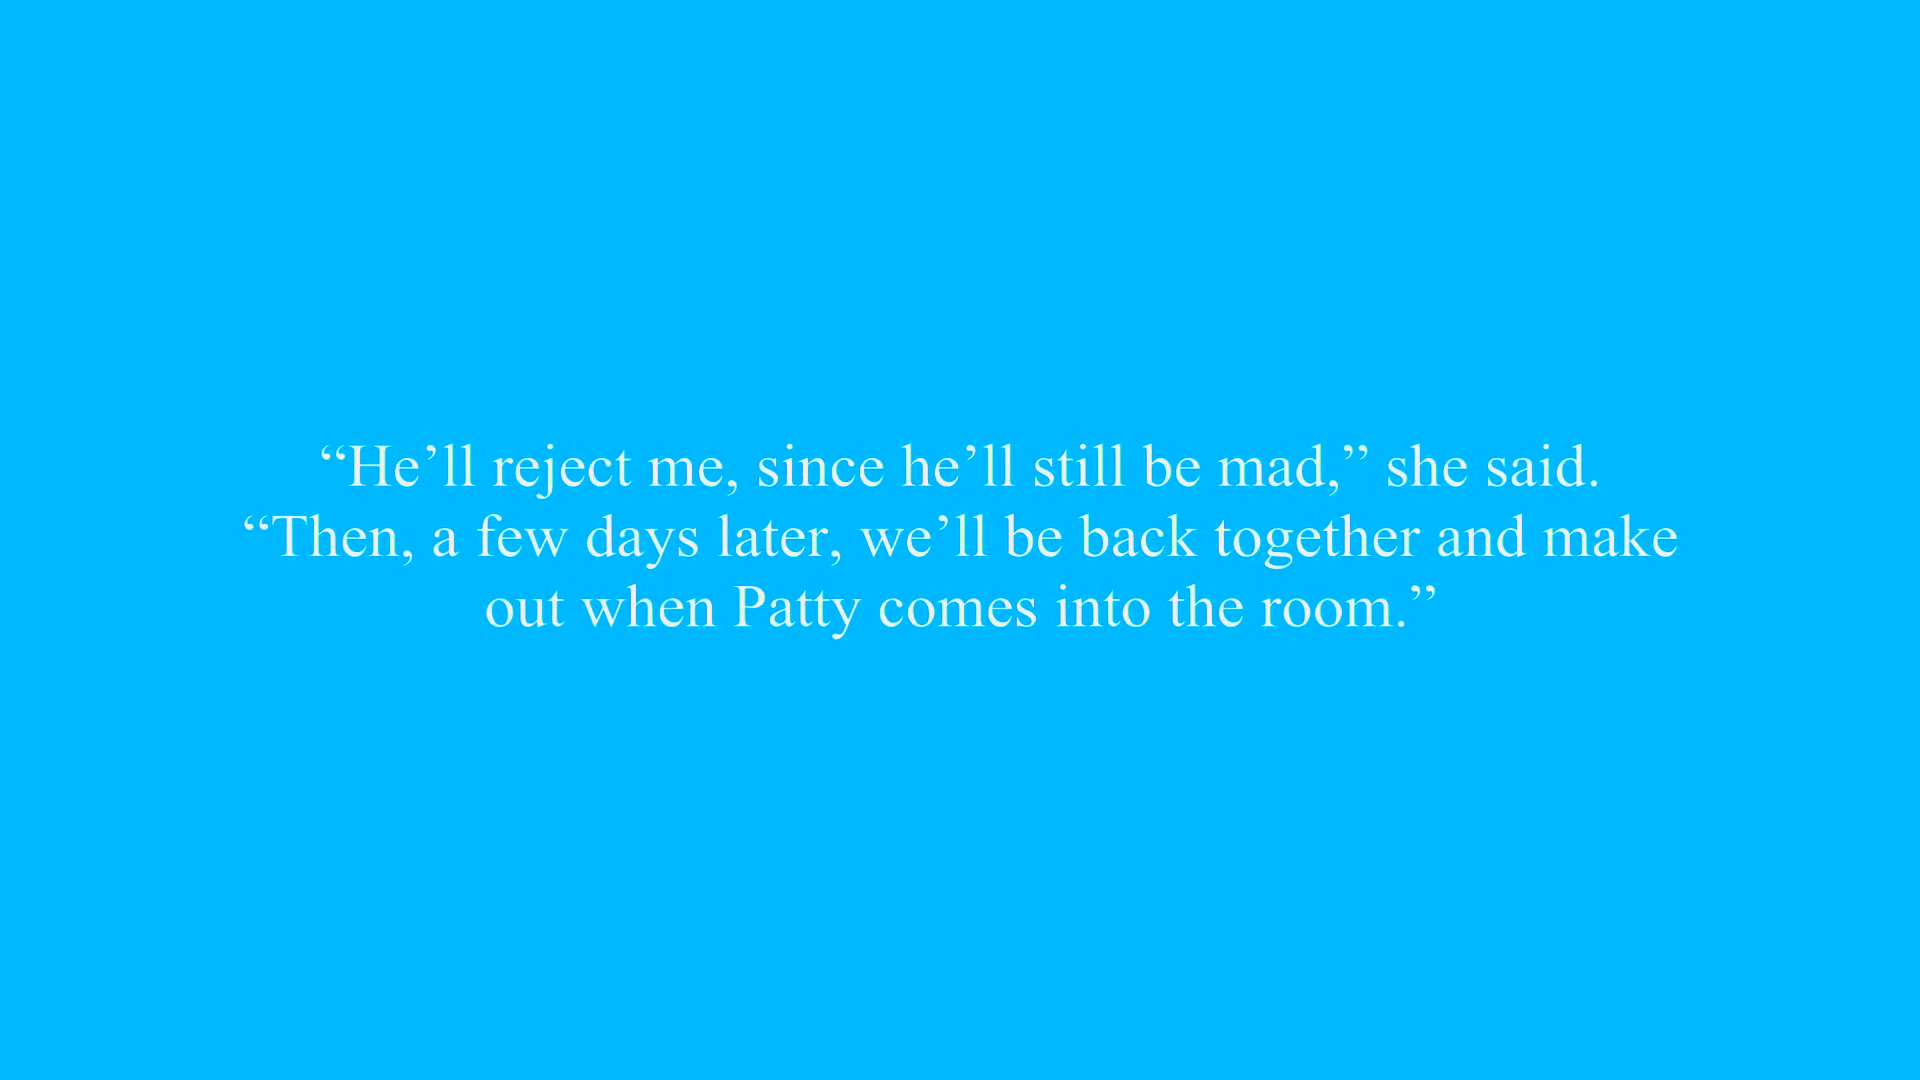 “He’ll reject me, since he’ll still be mad,” she said.
“Then, a few days later, we’ll be back together and make
out when Patty comes into the room.”